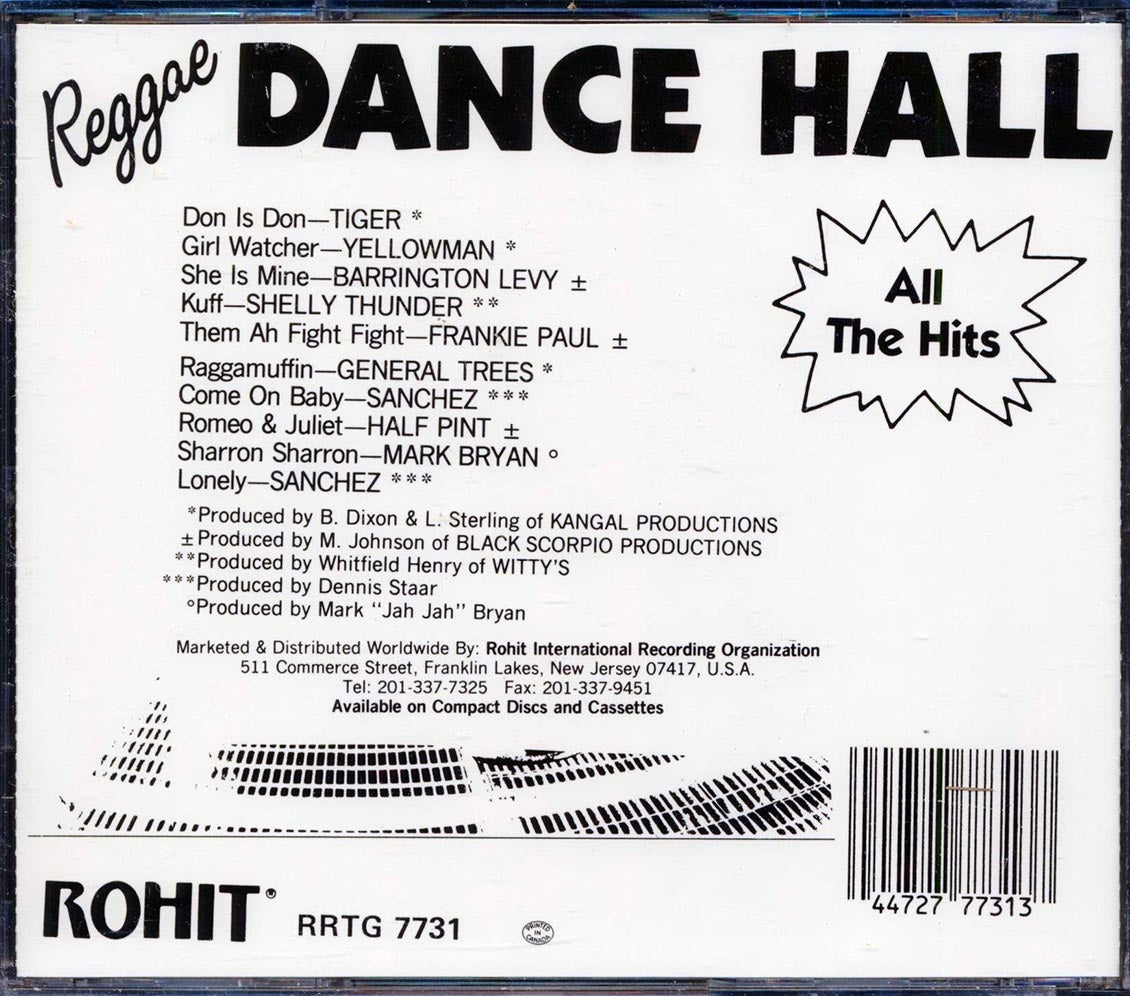 Reggae DANCE HALL
Don Is Don—TIGER *
Girl Watcher—YELLOWMAN *
She Is Mine—BARRINGTON LEVY ±
Kuff—SHELLY THUNDER **
Them Ah Fight Fight—FRANKIE PAUL ±
Raggamuffin—GENERAL TREES *
Come On Baby—SANCHEZ ***
Romeo & Juliet—HALF PINT ±
Sharron Sharron—MARK BRYAN °
Lonely—SANCHEZ ***
All
The Hits
*Produced by B. Dixon & L. Sterling of KANGAL PRODUCTIONS
±Produced by M. Johnson of BLACK SCORPIO PRODUCTIONS
**Produced by Whitfield Henry of WITTY'S
***Produced by Dennis Staar
°Produced by Mark "Jah Jah" Bryan
Marketed & Distributed Worldwide By: Rohit International Recording Organization
511 Commerce Street, Franklin Lakes, New Jersey 07417, U.S.A.
Tel: 201-337-7325 Fax: 201-337-9451
Available on Compact Discs and Cassettes
ROHIT®
RRTG 7731
PRINTED
IN
CANADA
44727 77313